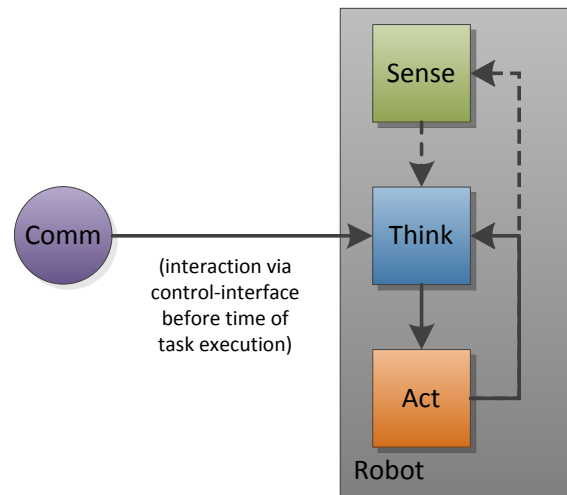 Sense
Comm
Think
(interaction via
control-interface
before time of
task execution)
Act
Robot